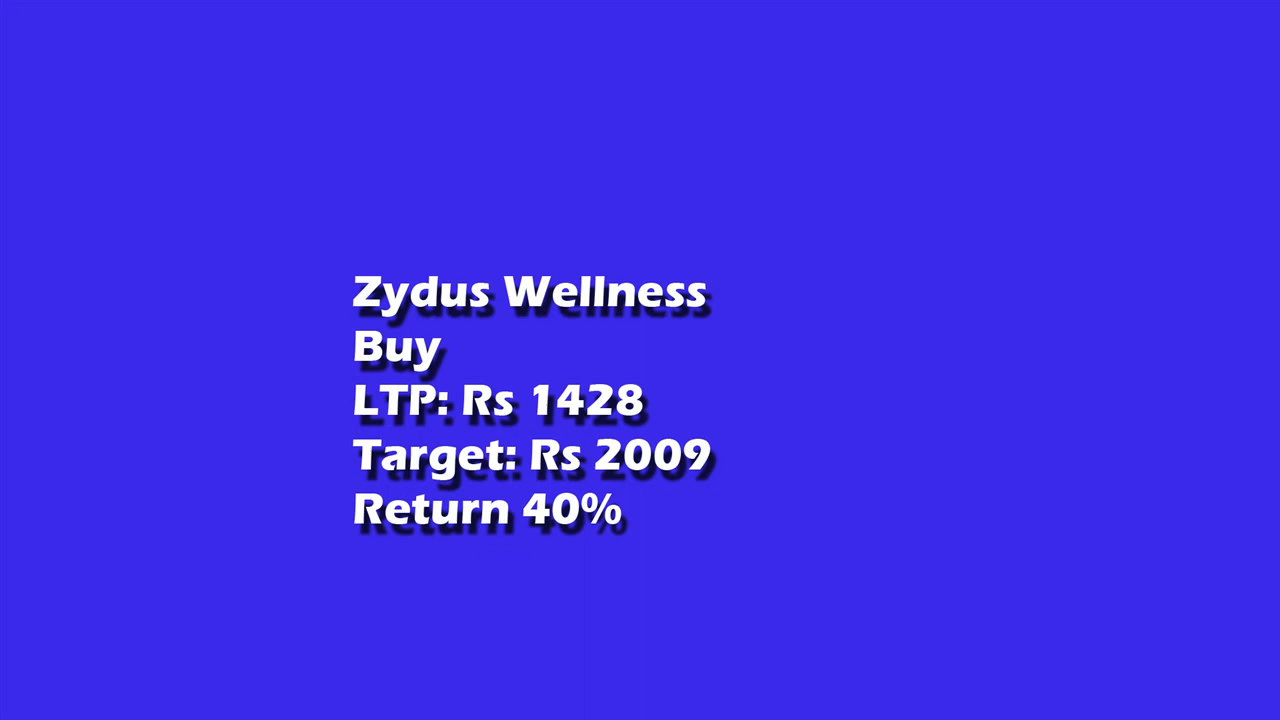 Zydus Wellness
Buy
LTP: Rs 1428
Target: Rs 2009
Return 40%